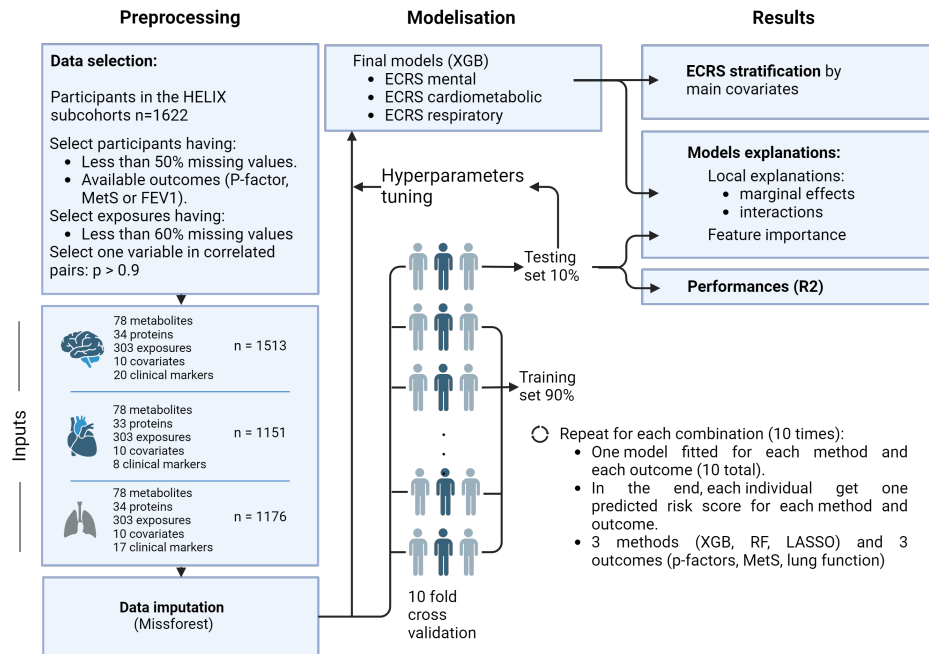 Preprocessing
Data selection:
Participants in the HELIX
subcohorts n=1622
Select participants having:
• Less than 50% missing values.
• Available outcomes (P-factor,
MetS or FEV1).
Select exposures having:
• Less than 60% missing values
Select one variable in correlated
pairs: p > 0.9
Inputs
78 metabolites
34 proteins
303 exposures
10 covariates
20 clinical markers
n = 1513
78 metabolites
33 proteins
303 exposures
10 covariates
8 clinical markers
n = 1151
78 metabolites
34 proteins
303 exposures
10 covariates
17 clinical markers
n = 1176
Data imputation
(Missforest)
Modelisation
Final models (XGB)
• ECRS mental
• ECRS cardiometabolic
• ECRS respiratory
Hyperparameters
tuning
Testing
set 10%
Training
set 90%
10 fold
cross
validation
Results
ECRS stratification by
main covariates
Models explanations:
Local explanations:
• marginal effects
• interactions
Feature importance
Performances (R2)
Repeat for each combination (10 times):
• One model fitted for each method and
each outcome (10 total).
• In the end, each individual get one
predicted risk score for each method and
outcome.
• 3 methods (XGB, RF, LASSO) and 3
outcomes (p-factors, MetS, lung function)